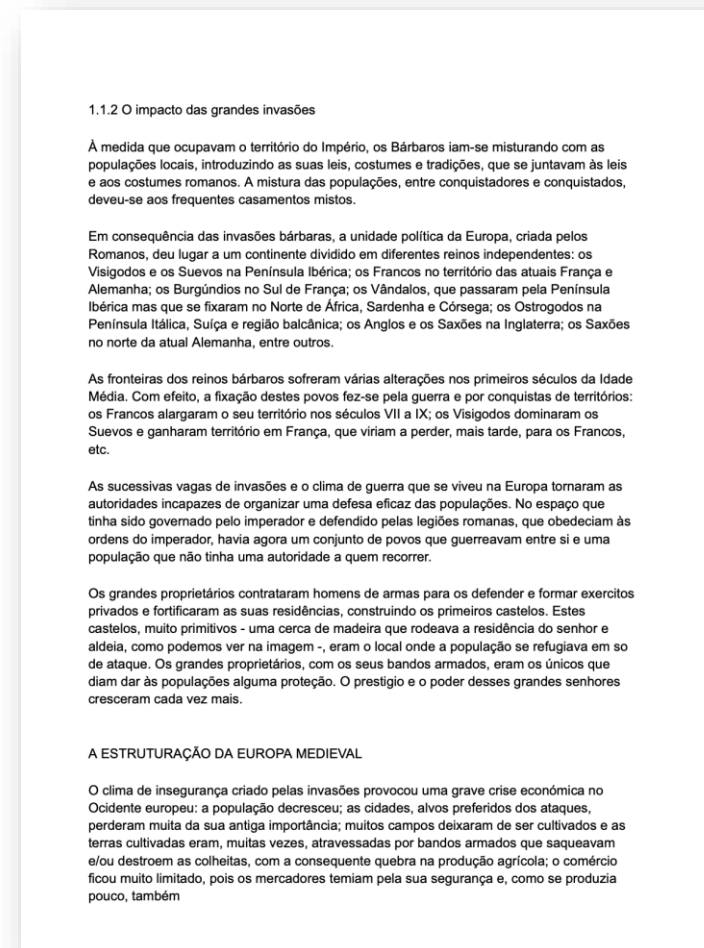 1.1.2 O impacto das grandes invasões
À medida que ocupavam o território do Império, os Bárbaros iam-se misturando com as
populações locais, introduzindo as suas leis, costumes e tradições, que se juntavam às leis
e aos costumes romanos. A mistura das populações, entre conquistadores e conquistados,
deveu-se aos frequentes casamentos mistos.
Em consequência das invasões bárbaras, a unidade política da Europa, criada pelos
Romanos, deu lugar a um continente dividido em diferentes reinos independentes: os
Visigodos e os Suevos na Península Ibérica; os Francos no território das atuais França e
Alemanha; os Burgúndios no Sul de França; os Vândalos, que passaram pela Península
Ibérica mas que se fixaram no Norte de África, Sardenha e Córsega; os Ostrogodos na
Península Itálica, Suíça e região balcânica; os Anglos e os Saxões na Inglaterra; os Saxões
no norte da atual Alemanha, entre outros.
As fronteiras dos reinos bárbaros sofreram várias alterações nos primeiros séculos da Idade
Média. Com efeito, a fixação destes povos fez-se pela guerra e por conquistas de territórios:
os Francos alargaram o seu território nos séculos VII a IX; os Visigodos dominaram os
Suevos e ganharam território em França, que viriam a perder, mais tarde, para os Francos,
etc.
As sucessivas vagas de invasões e o clima de guerra que se viveu na Europa tornaram as
autoridades incapazes de organizar uma defesa eficaz das populações. No espaço que
tinha sido governado pelo imperador e defendido pelas legiões romanas, que obedeciam às
ordens do imperador, havia agora um conjunto de povos que guerreavam entre si e uma
população que não tinha uma autoridade a quem recorrer.
Os grandes proprietários contrataram homens de armas para os defender e formar exercitos
privados e fortificaram as suas residências, construindo os primeiros castelos. Estes
castelos, muito primitivos - uma cerca de madeira que rodeava a residência do senhor e
aldeia, como podemos ver na imagem -, eram o local onde a população se refugiava em so
de ataque. Os grandes proprietários, com os seus bandos armados, eram os únicos que
diam dar às populações alguma proteção. O prestigio e o poder desses grandes senhores
cresceram cada vez mais.
A ESTRUTURAÇÃO DA EUROPA MEDIEVAL
O clima de insegurança criado pelas invasões provocou uma grave crise económica no
Ocidente europeu: a população decresceu; as cidades, alvos preferidos dos ataques,
perderam muita da sua antiga importância; muitos campos deixaram de ser cultivados e as
terras cultivadas eram, muitas vezes, atravessadas por bandos armados que saqueavam
e/ou destroem as colheitas, com a consequente quebra na produção agrícola; o comércio
ficou muito limitado, pois os mercadores temiam pela sua segurança e, como se produzia
pouco, também